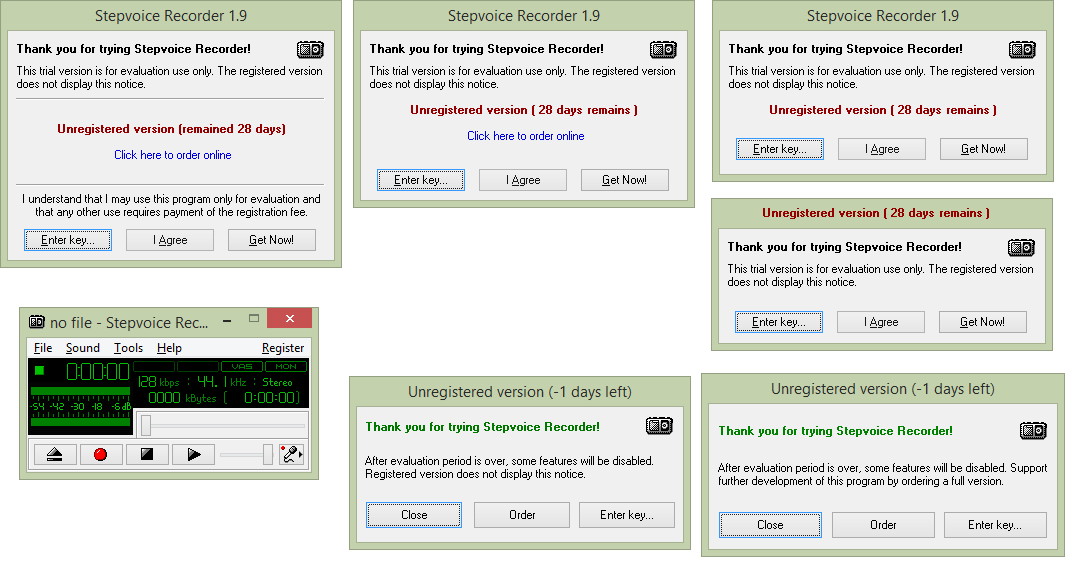 Stepvoice Recorder 1.9
Thank you for trying Stepvoice Recorder!
This trial version is for evaluation use only. The registered version
does not display this notice.
Unregistered version (remained 28 days)
Click here to order online
I understand that I may use this program only for evaluation and
that any other use requires payment of the registration fee.
Enter key...
I Agree
Get Now!
Stepvoice Recorder 1.9
Thank you for trying Stepvoice Recorder!
This trial version is for evaluation use only. The registered version
does not display this notice.
Unregistered version ( 28 days remains )
Click here to order online
Enter key...
I Agree
Get Now!
Stepvoice Recorder 1.9
Thank you for trying Stepvoice Recorder!
This trial version is for evaluation use only. The registered version
does not display this notice.
Unregistered version ( 28 days remains )
Enter key...
I Agree
Get Now!
Unregistered version ( 28 days remains )
Thank you for trying Stepvoice Recorder!
This trial version is for evaluation use only. The registered version
does not display this notice.
Enter key...
I Agree
Get Now!
no file - Stepvoice Rec...
File Sound Tools Help Register
0:00:00
VAS MON
128 kbps : 44.1 kHz : Stereo
0000 kBytes ( 0:00:00)
-54 -42 -30 -18 -6dB
Unregistered version (-1 days left)
Thank you for trying Stepvoice Recorder!
After evaluation period is over, some features will be disabled.
Registered version does not display this notice.
Close
Order
Enter key...
Unregistered version (-1 days left)
Thank you for trying Stepvoice Recorder!
After evaluation period is over, some features will be disabled. Support
further development of this program by ordering a full version.
Close
Order
Enter key...